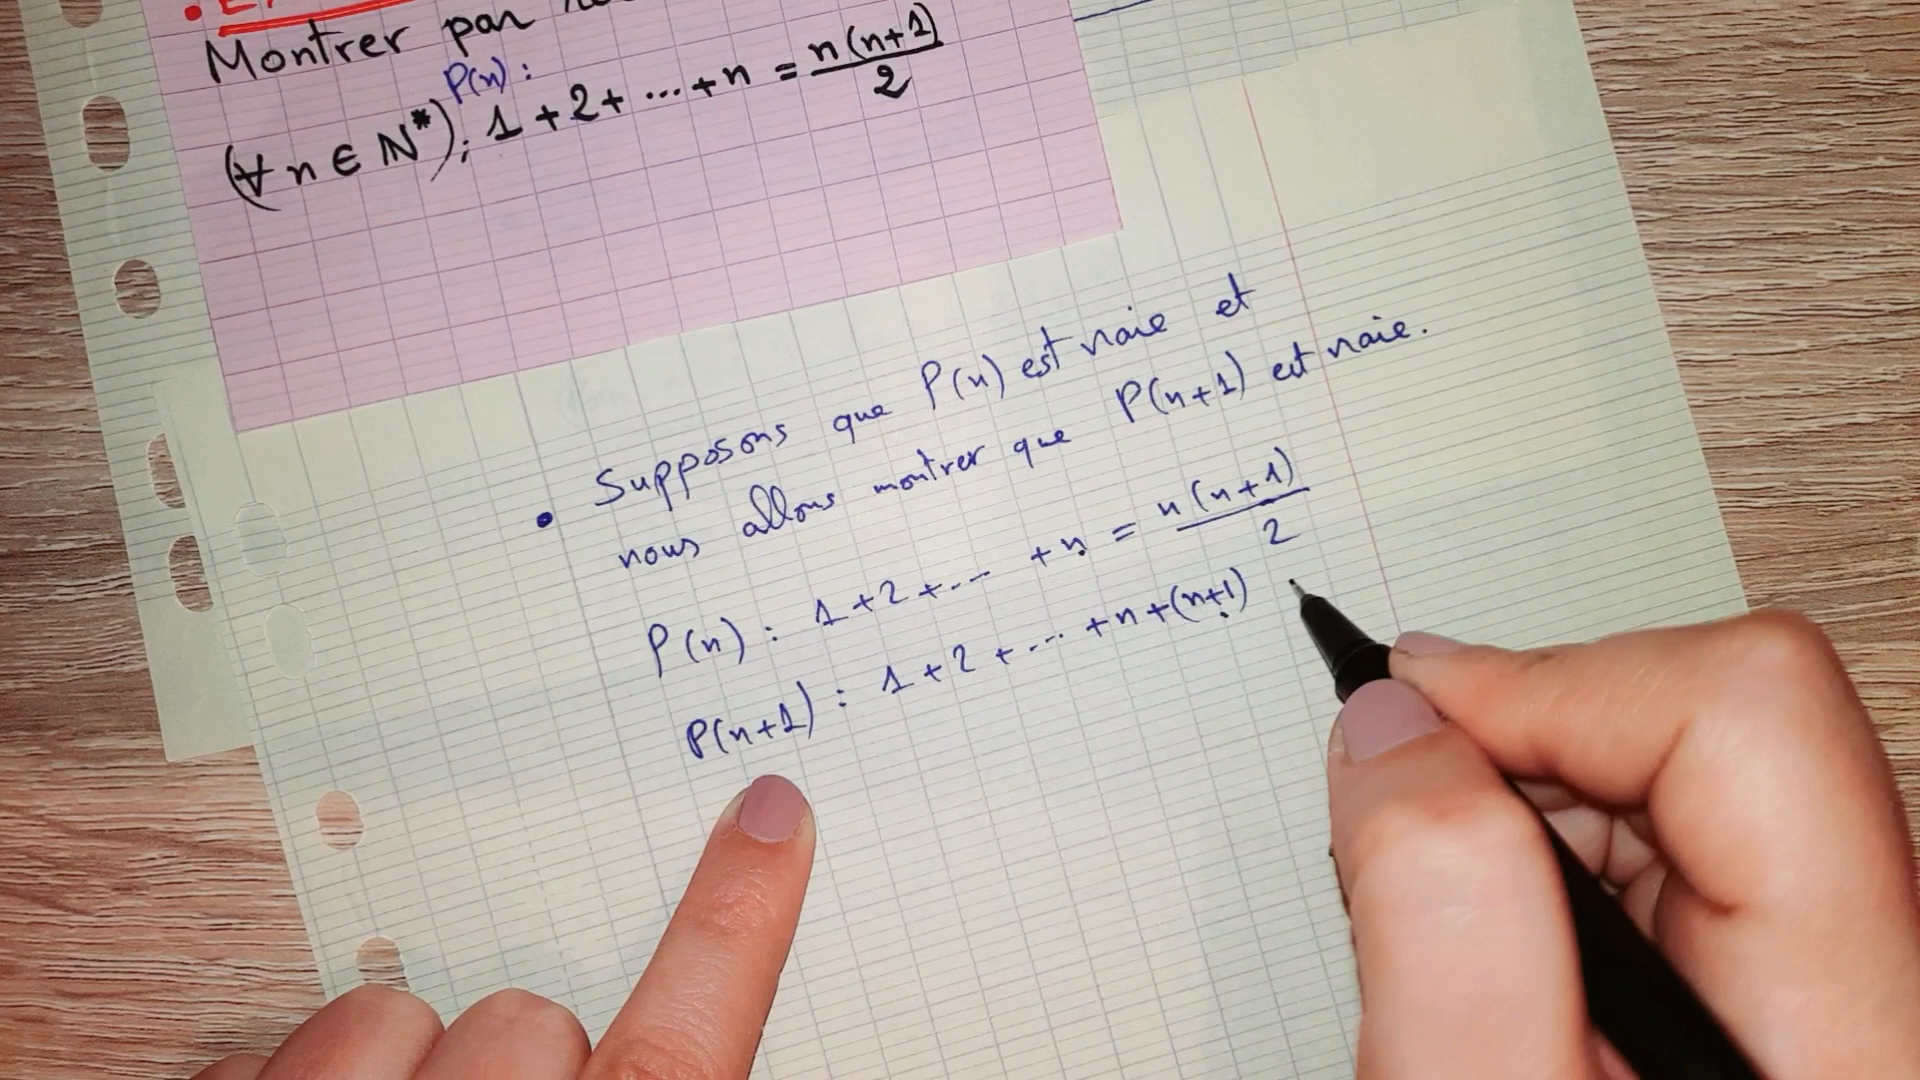 Montrer par
P(n) :
(∀ n ∈ ℕ*); 1 + 2 + ... + n = n(n+1)/2
• Supposons que P(n) est vraie et
nous allons montrer que P(n+1) est vraie.
P(n) : 1 + 2 + ... + n = n(n+1)/2
P(n+1) : 1 + 2 + ... + n + (n+1)